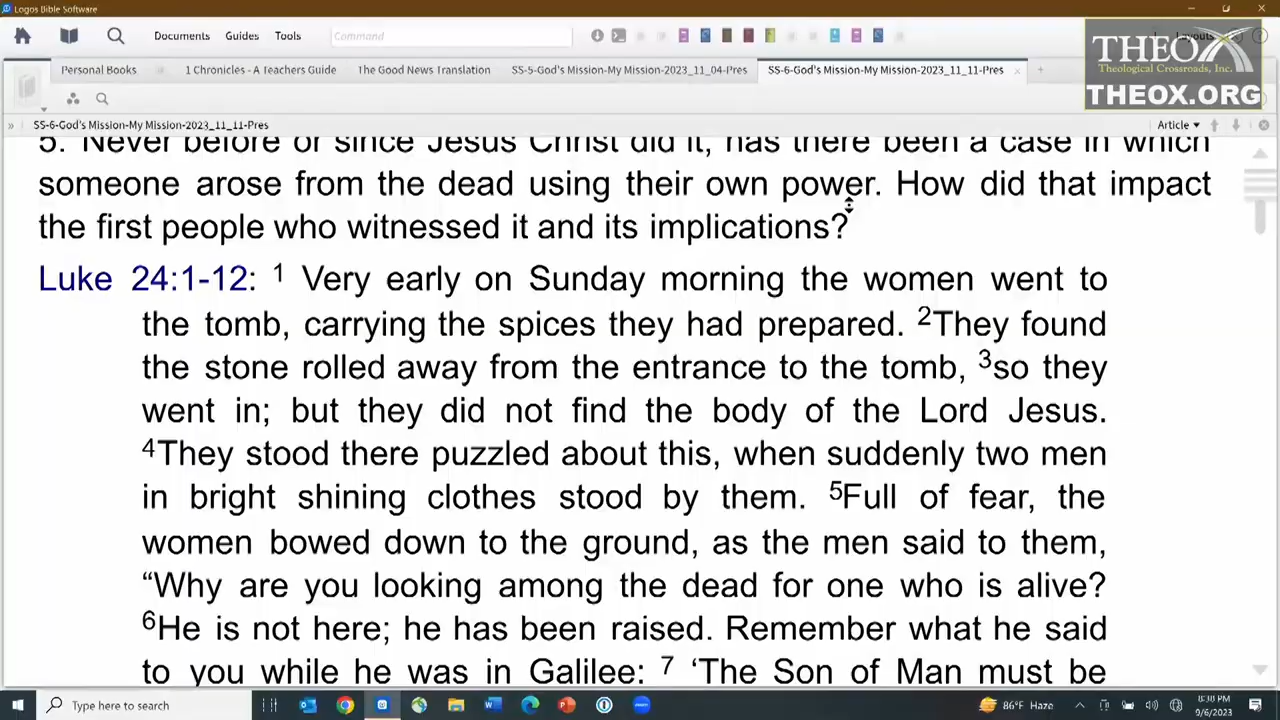 Logos Bible Software
Documents Guides Tools Command
THEOX
Theological Crossroads, Inc.
THEOX.ORG
Personal Books 1 Chronicles - A Teachers Guide SS-5-God's Mission-My Mission-2023_11_04-Pres SS-6-God's Mission-My Mission-2023_11_11-Pres
» SS-6-God's Mission-My Mission-2023_11_11-Pres Article
5. Never before or since Jesus Christ did it, has there been a case in which
someone arose from the dead using their own power. How did that impact
the first people who witnessed it and its implications?
Luke 24:1-12: 1 Very early on Sunday morning the women went to
the tomb, carrying the spices they had prepared. 2They found
the stone rolled away from the entrance to the tomb, 3so they
went in; but they did not find the body of the Lord Jesus.
4They stood there puzzled about this, when suddenly two men
in bright shining clothes stood by them. 5Full of fear, the
women bowed down to the ground, as the men said to them,
“Why are you looking among the dead for one who is alive?
6He is not here; he has been raised. Remember what he said
to you while he was in Galilee: 7 ‘The Son of Man must be
Type here to search 86°F Haze 8:38 PM
9/6/2023